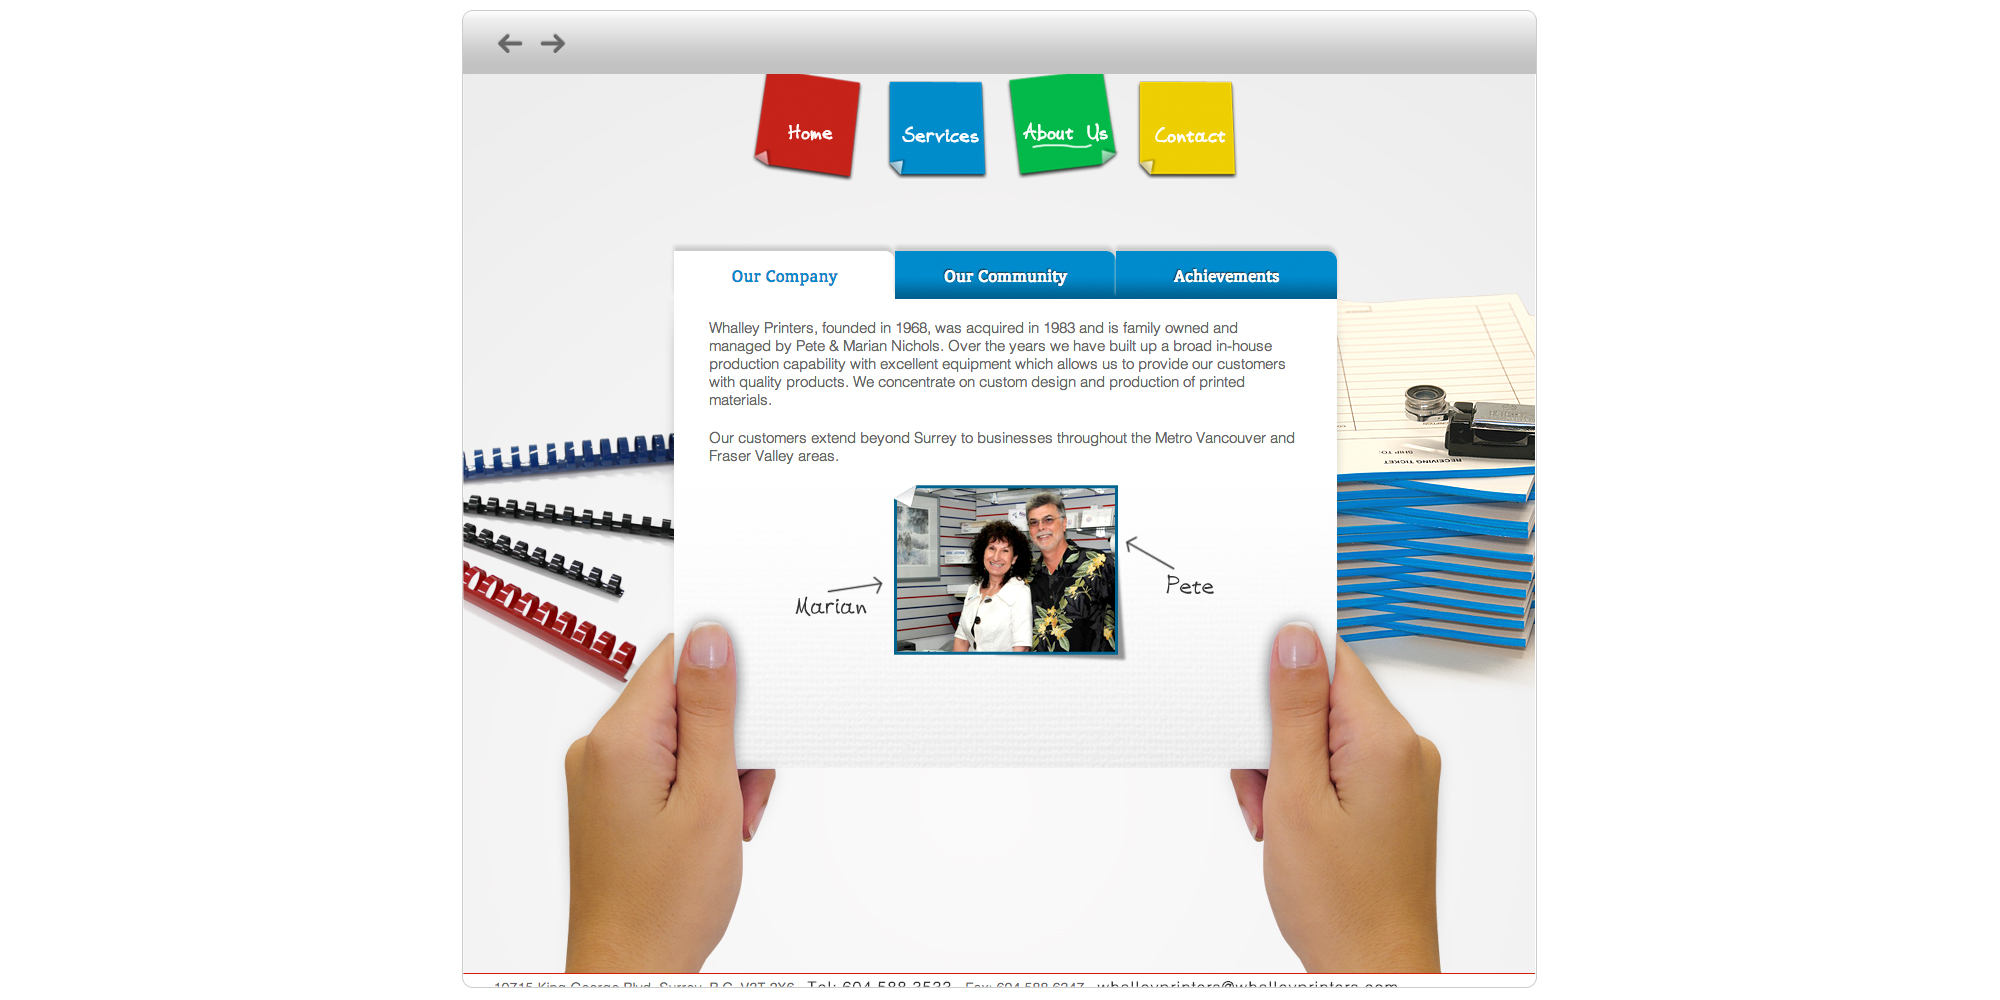 Home
Services
About Us
Contact
Our Company
Our Community
Achievements
Whalley Printers, founded in 1968, was acquired in 1983 and is family owned and
managed by Pete & Marian Nichols. Over the years we have built up a broad in-house
production capability with excellent equipment which allows us to provide our customers
with quality products. We concentrate on custom design and production of printed
materials.
Our customers extend beyond Surrey to businesses throughout the Metro Vancouver and
Fraser Valley areas.
Marian
Pete
SHIP TO:
RECEIVING TICKET
10715 King George Blvd. Surrey, B.C. V3T 2X6 Tel: 604.588.3533 Fax: 604.588.6347 whalleyprinters@whalleyprinters.com